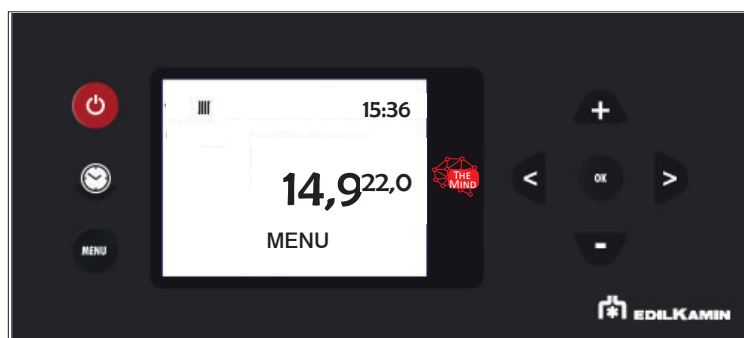 15:36
14,9 22,0
MENU
THE
MIND
MENU
+
<
OK
>
-
EDILKAMIN